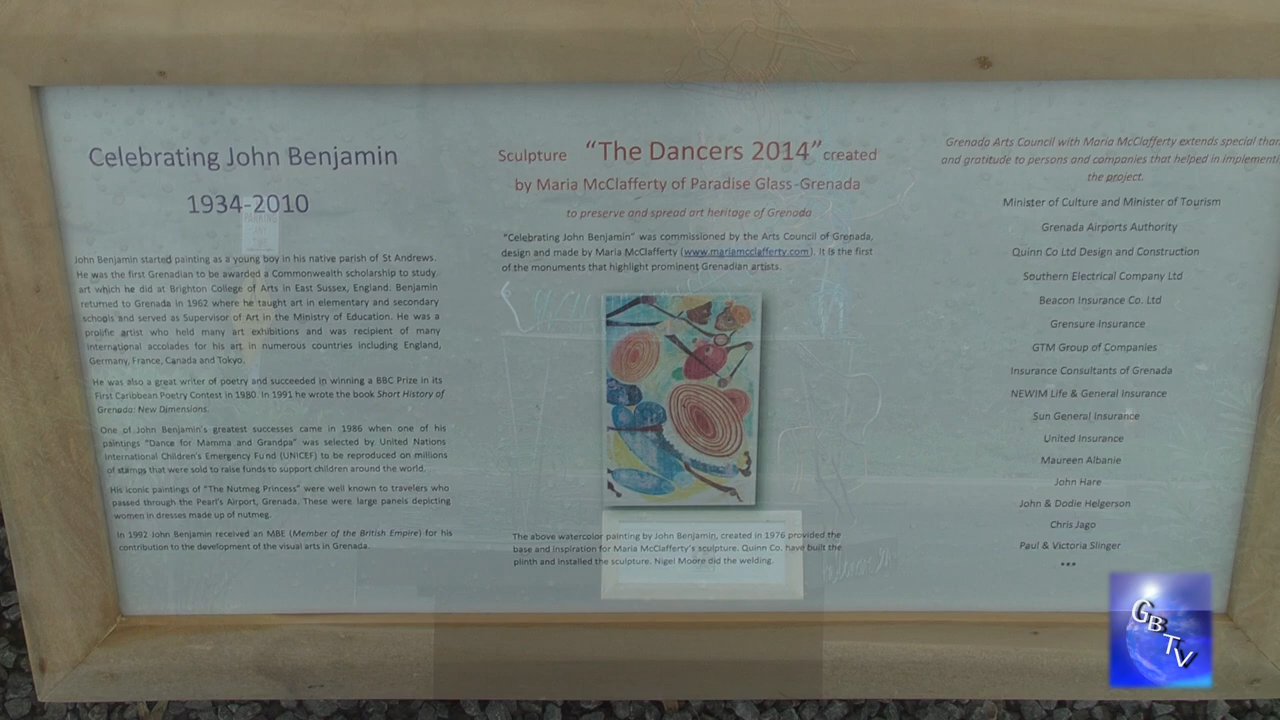 Celebrating John Benjamin
1934-2010
PARKING
John Benjamin started painting as a young boy in his native parish of St Andrews.
He was the first Grenadian to be awarded a Commonwealth scholarship to study
art which he did at Brighton College of Arts in East Sussex, England. Benjamin
returned to Grenada in 1962 where he taught art in elementary and secondary
schools and served as Supervisor of Art in the Ministry of Education. He was a
prolific artist who held many art exhibitions and was recipient of many
international accolades for his art in numerous countries including England,
Germany, France, Canada and Tokyo.
He was also a great writer of poetry and succeeded in winning a BBC Prize in its
First Caribbean Poetry Contest in 1980. In 1991 he wrote the book Short History of
Grenada: New Dimensions.
One of John Benjamin's greatest successes came in 1986 when one of his
paintings "Dance for Mamma and Grandpa" was selected by United Nations
International Children's Emergency Fund (UNICEF) to be reproduced on millions
of stamps that were sold to raise funds to support children around the world.
His iconic paintings of "The Nutmeg Princess" were well known to travelers who
passed through the Pearl's Airport, Grenada. These were large panels depicting
women in dresses made up of nutmeg.
In 1992 John Benjamin received an MBE (Member of the British Empire) for his
contribution to the development of the visual arts in Grenada.
Sculpture "The Dancers 2014" created
by Maria McClafferty of Paradise Glass-Grenada
to preserve and spread art heritage of Grenada
"Celebrating John Benjamin" was commissioned by the Arts Council of Grenada,
design and made by Maria McClafferty (www.mariamcclafferty.com). It is the first
of the monuments that highlight prominent Grenadian artists.
The above watercolor painting by John Benjamin, created in 1976 provided the
base and inspiration for Maria McClafferty's sculpture. Quinn Co. have built the
plinth and installed the sculpture. Nigel Moore did the welding.
Grenada Arts Council with Maria McClafferty extends special than
and gratitude to persons and companies that helped in implementi
the project.
Minister of Culture and Minister of Tourism
Grenada Airports Authority
Quinn Co Ltd Design and Construction
Southern Electrical Company Ltd
Beacon Insurance Co. Ltd
Grensure Insurance
GTM Group of Companies
Insurance Consultants of Grenada
NEWIM Life & General Insurance
Sun General Insurance
United Insurance
Maureen Albanie
John Hare
John & Dodie Helgerson
Chris Jago
Paul & Victoria Slinger
***
GBTV